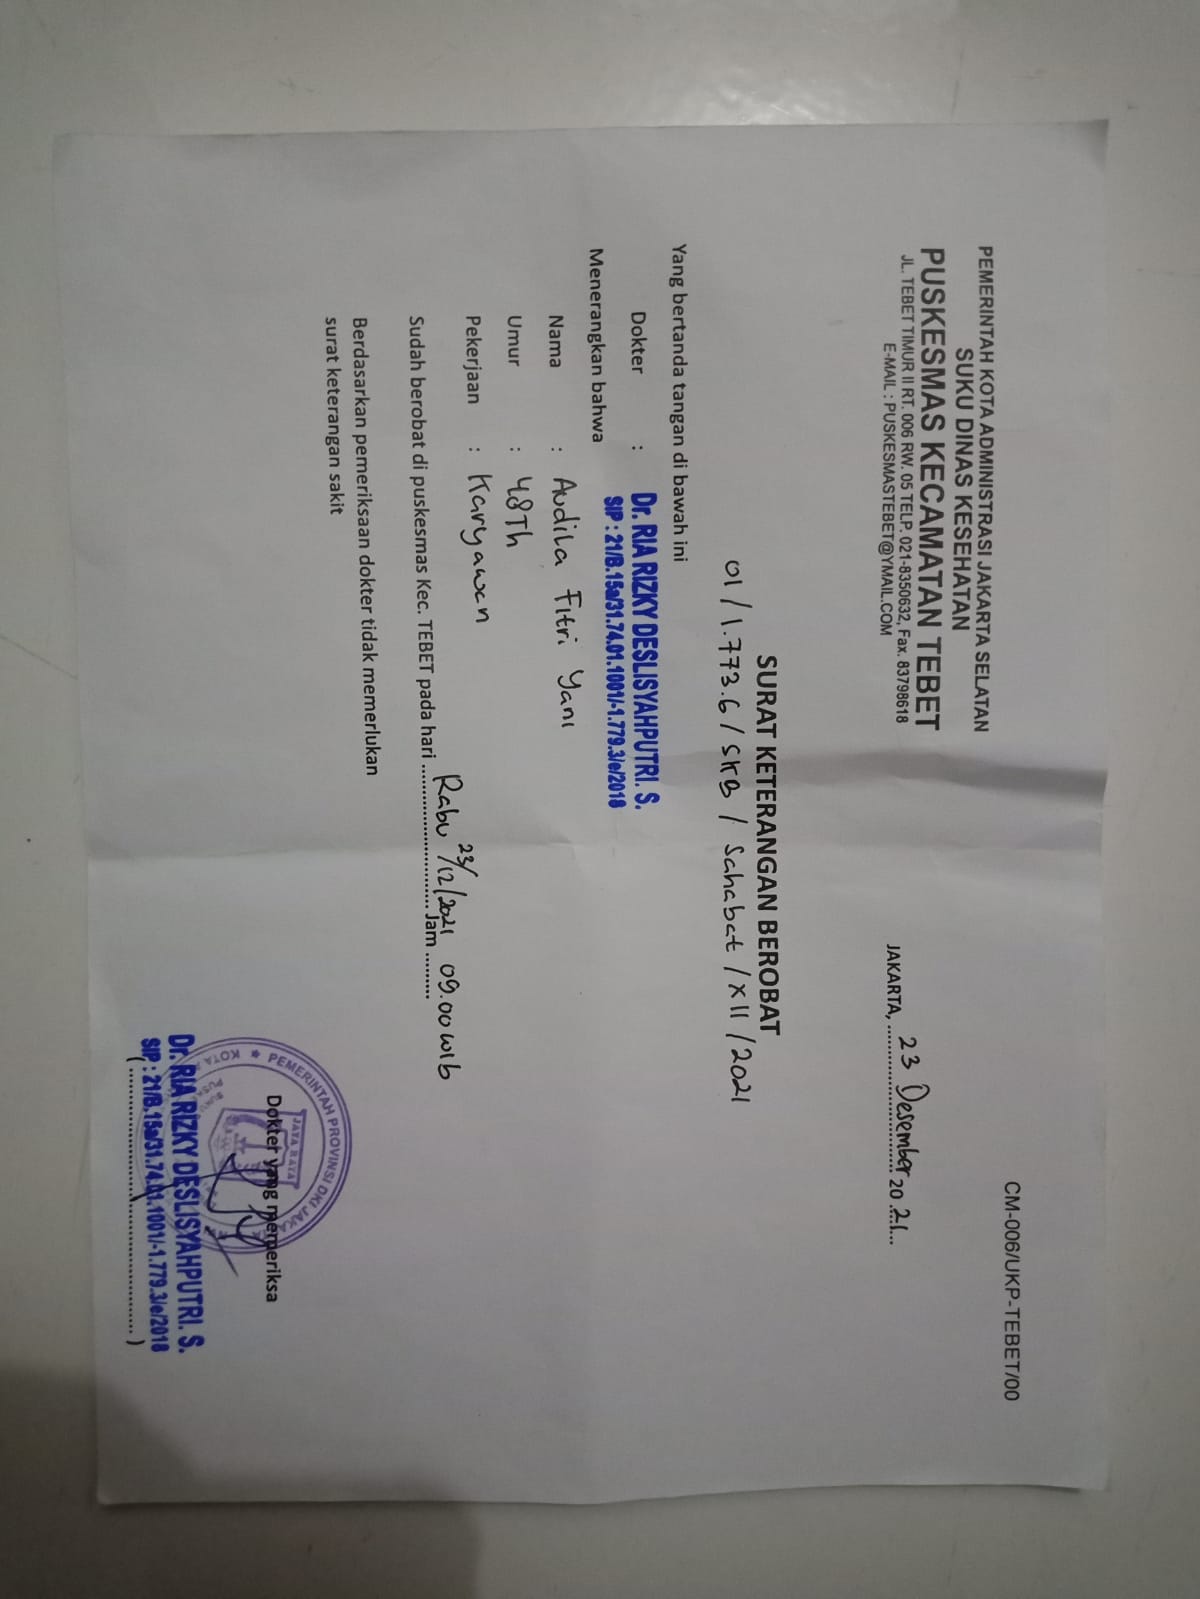 CM-006/UKP-TEBET/00
PEMERINTAH KOTA ADMINISTRASI JAKARTA SELATAN
SUKU DINAS KESEHATAN
PUSKESMAS KECAMATAN TEBET
JL. TEBET TIMUR II RT. 006 RW. 05 TELP. 021-8350632, Fax. 83798618
E-MAIL : PUSKESMASTEBET@YMAIL.COM
JAKARTA, 23 Desember 2021
SURAT KETERANGAN BEROBAT
01/1.773.6/SKB/Sahabat/XII/2021
Yang bertanda tangan di bawah ini
Dokter : Dr. RIA RIZKY DESLISYAHPUTRI. S.
SIP : 21/B.15a/31.74.01.1001/-1.779.3/e/2018
Menerangkan bahwa
Nama : Audila Fitri Yani
Umur : 48Th
Pekerjaan : Karyawan
Sudah berobat di puskesmas Kec. TEBET pada hari Rabu 23/12/2021 Jam 09.00 WIB
Berdasarkan pemeriksaan dokter tidak memerlukan
surat keterangan sakit
PEMERINTAH PROVINSI DKI JAKARTA
JAYA RAYA
KOTA
Dokter yang memeriksa
Dr. RIA RIZKY DESLISYAHPUTRI. S.
SIP : 21/B.15a/31.74.01.1001/-1.779.3/e/2018
(........................................)